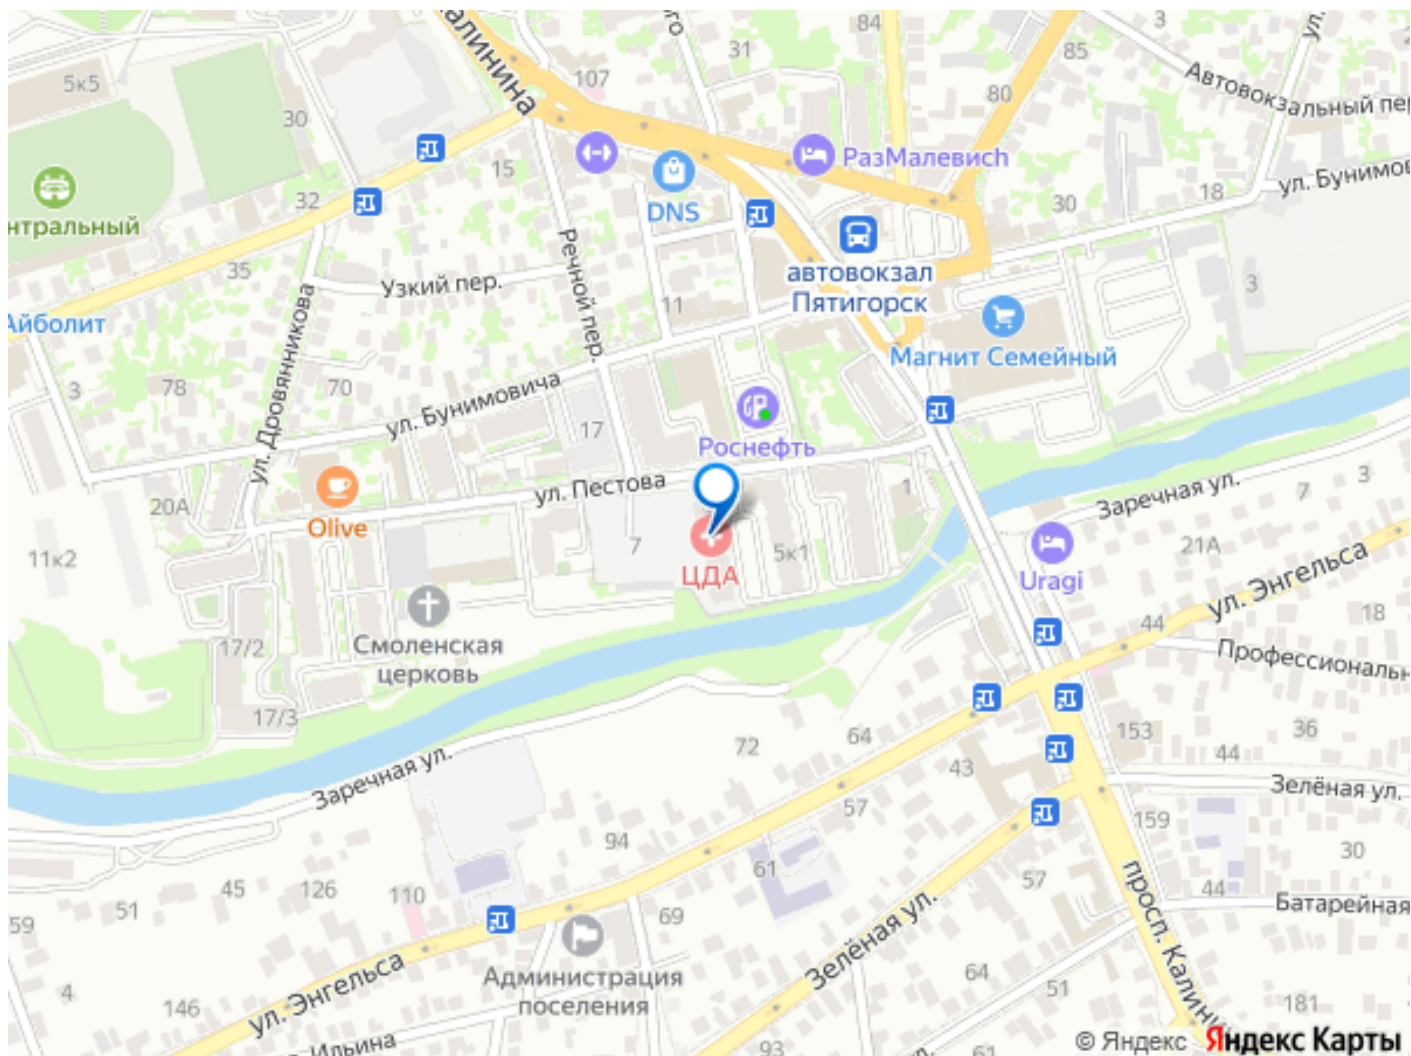 алинина
ого
84
3
ул.
31
85
5к5
107
Автовокзальный пер
80
30
15
РазМалевich
ул. Бунимов
18
32
DNS
30
нтральный
Речной пер.
35
Узкий пер.
автовокзал
Пятигорск
3
11
Айболит
Магнит Семейный
ул. Дровянникова
3
78
70
ул. Бунимовича
17
Роснефть
ул. Пестова
20А
1
Заречная ул.
7
3
Olive
11к2
7
5к1
21А
ЦДА
Uragi
ул. Энгельса
Смоленская
церковь
17/2
44
18
Профессиональн
17/3
72
64
153
36
44
43
Заречная ул.
57
Зелёная ул.
94
159
61
30
45
126
57
44
110
51
59
69
просп. Калини
Батарейная
Зелёная ул.
Администрация
поселения
64
51
4
146
ул. Энгельса
181
Ильина
93
61
© Яндекс Яндекс Карты